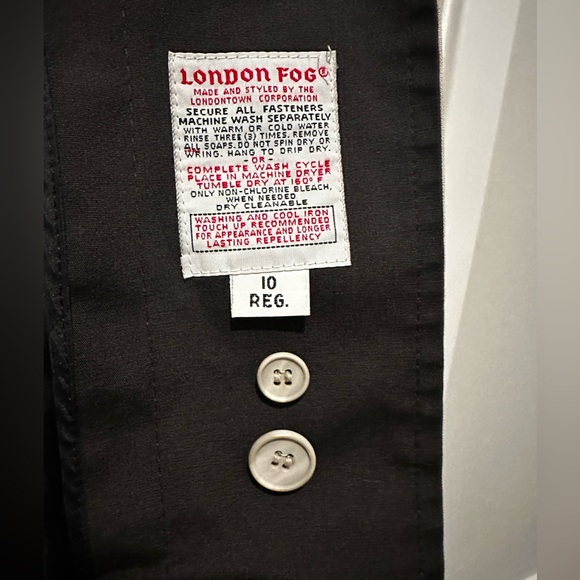 LONDON FOG®
MADE AND STYLED BY THE
LONDONTOWN CORPORATION
SECURE ALL FASTENERS
MACHINE WASH SEPARATELY
WITH WARM OR COLD WATER
RINSE THREE (3) TIMES. REMOVE
ALL SOAPS. DO NOT SPIN DRY OR
WRING. HANG TO DRIP DRY.
-OR-
COMPLETE WASH CYCLE
PLACE IN MACHINE DRYER
TUMBLE DRY AT 160° F
ONLY NON-CHLORINE BLEACH,
WHEN NEEDED
DRY CLEANABLE
WASHING AND COOL IRON
TOUCH UP RECOMMENDED
FOR APPEARANCE AND LONGER
LASTING REPELLENCY
10
REG.